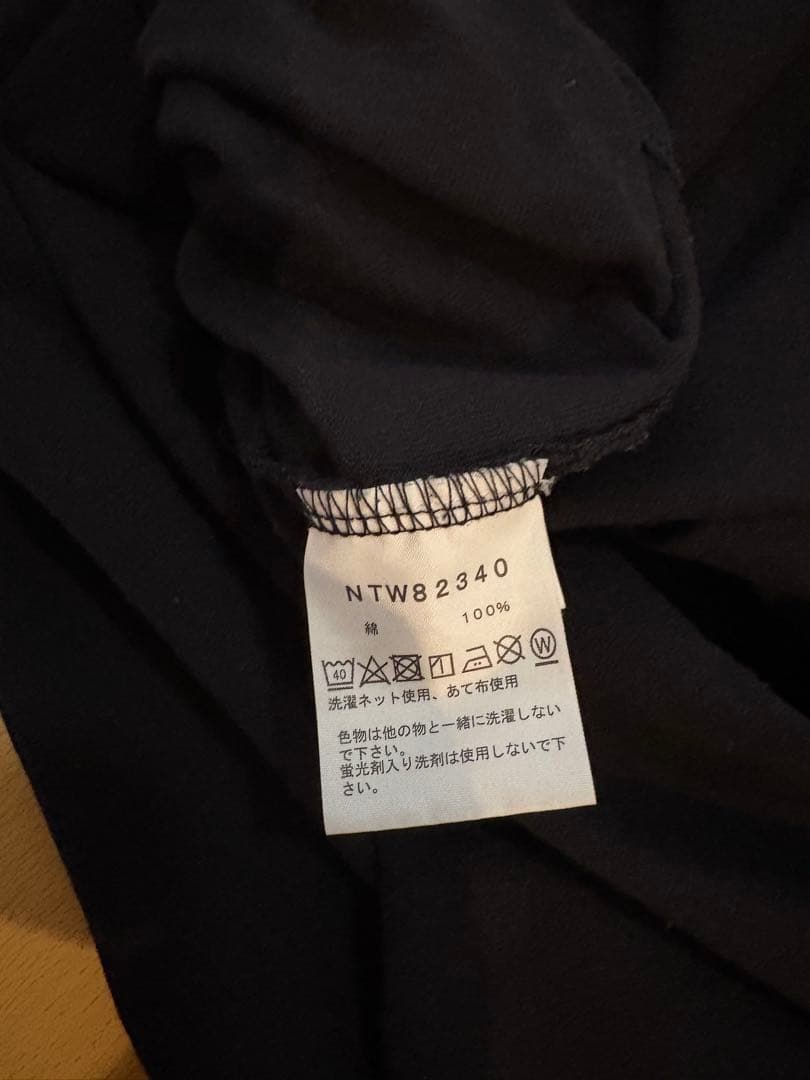 NTW82340
綿 100%
40 W
洗濯ネット使用、あて布使用
色物は他の物と一緒に洗濯しない
で下さい。
蛍光剤入り洗剤は使用しないで下
さい。